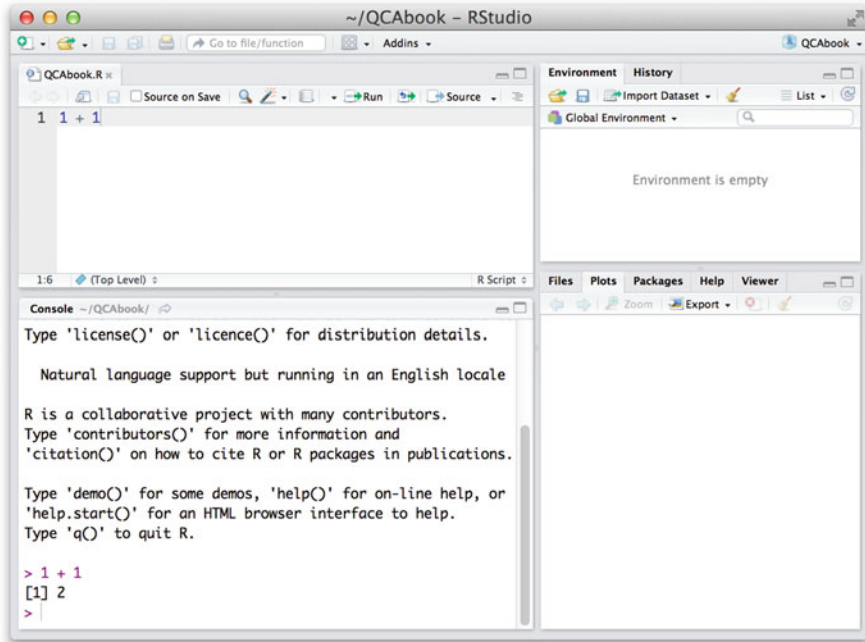 ~/QCAbook – RStudio
Go to file/function
Addins
QCAbook
QCAbook.R
Source on Save
Run
Source
1 1 + 1
1:6 (Top Level) R Script
Console ~/QCAbook/
Type 'license()' or 'licence()' for distribution details.
Natural language support but running in an English locale
R is a collaborative project with many contributors.
Type 'contributors()' for more information and
'citation()' on how to cite R or R packages in publications.
Type 'demo()' for some demos, 'help()' for on-line help, or
'help.start()' for an HTML browser interface to help.
Type 'q()' to quit R.
> 1 + 1
[1] 2
>
Environment History
Import Dataset List
Global Environment
Environment is empty
Files Plots Packages Help Viewer
Zoom Export